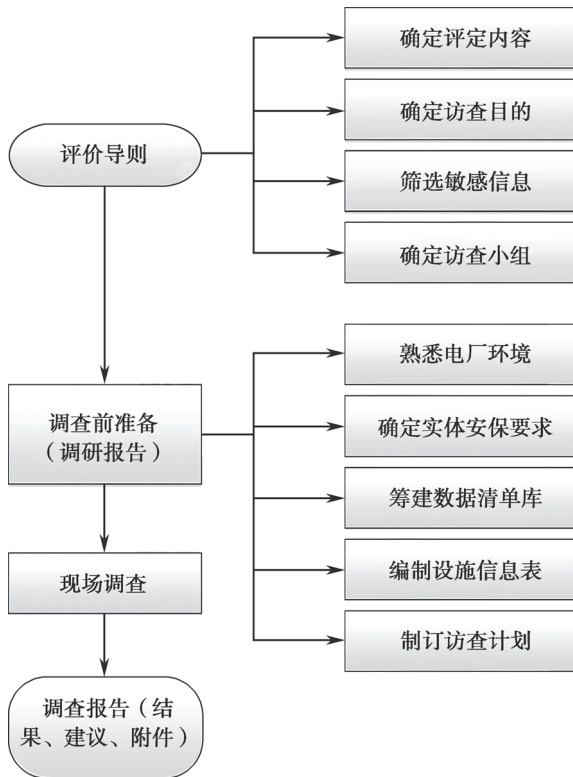 确定评定内容
确定访查目的
评价导则
筛选敏感信息
确定访查小组
熟悉电厂环境
调查前准备
（调研报告）
确定实体安保要求
筹建数据清单库
现场调查
编制设施信息表
制订访查计划
调查报告（结
果、建议、附件）